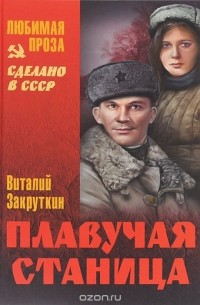 ЛЮБИМАЯ
ПРОЗА
СДЕЛАНО
В СССР
Виталий
Закруткин
ПЛАВУЧАЯ
СТАНИЦА
ozon.ru